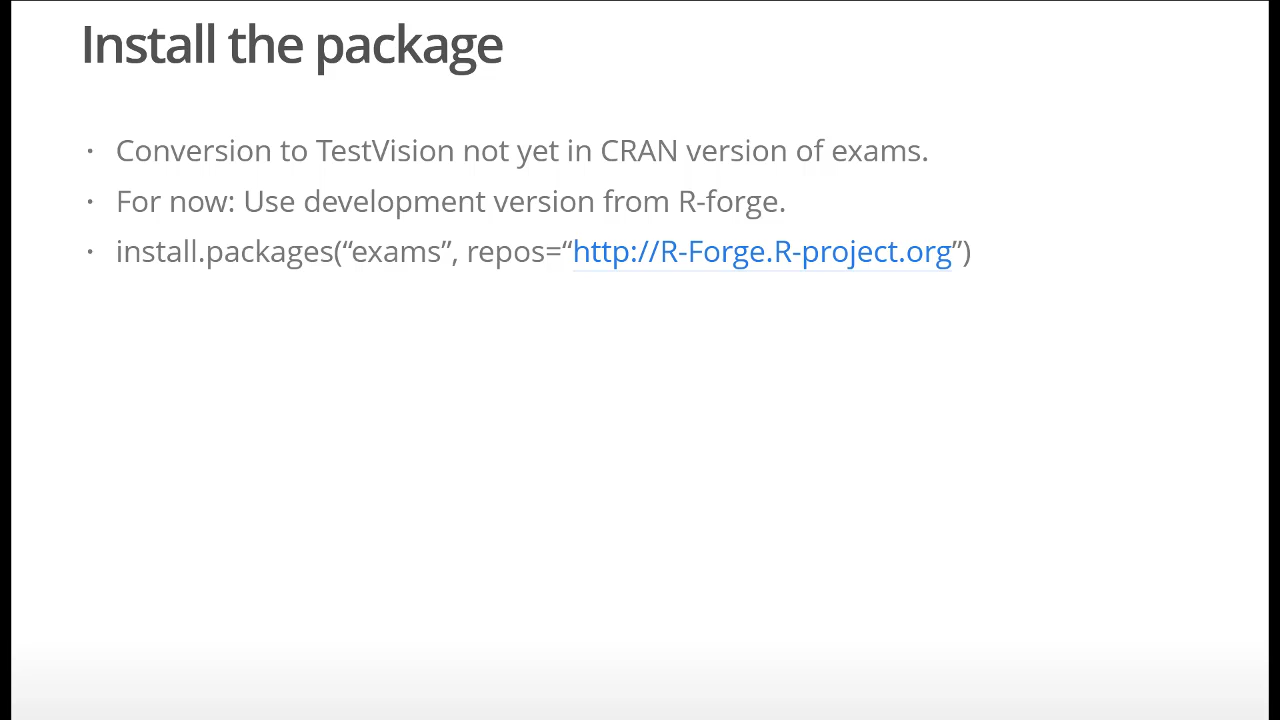 Install the package
· Conversion to TestVision not yet in CRAN version of exams.
· For now: Use development version from R-forge.
· install.packages(“exams”, repos=“http://R-Forge.R-project.org”)